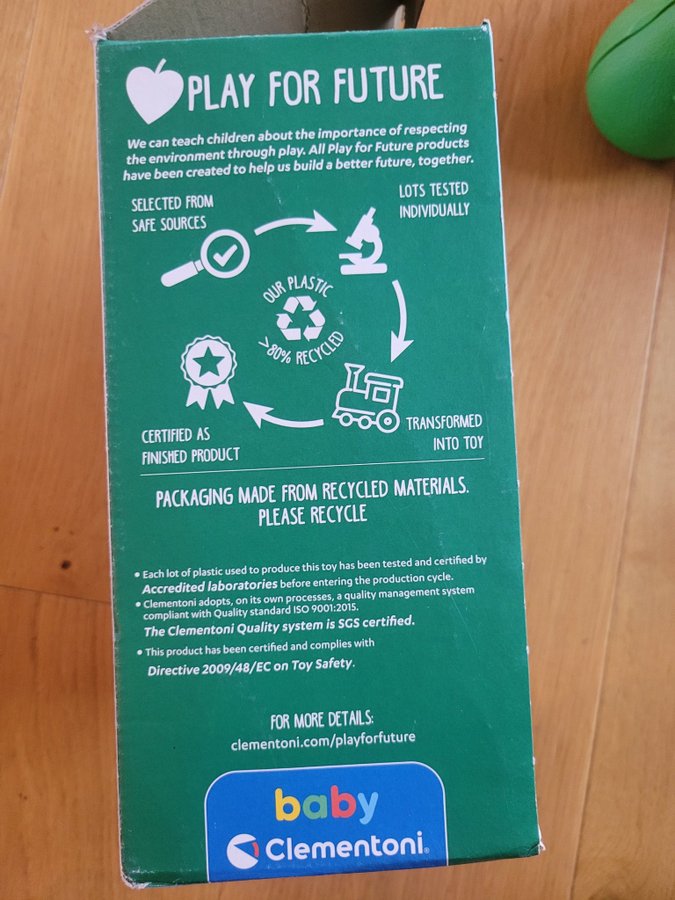 PLAY FOR FUTURE
We can teach children about the importance of respecting
the environment through play. All Play for Future products
have been created to help us build a better future, together.
SELECTED FROM
SAFE SOURCES
LOTS TESTED
INDIVIDUALLY
OUR PLASTIC
>80% RECYCLED
TRANSFORMED
INTO TOY
CERTIFIED AS
FINISHED PRODUCT
PACKAGING MADE FROM RECYCLED MATERIALS.
PLEASE RECYCLE
• Each lot of plastic used to produce this toy has been tested and certified by
Accredited laboratories before entering the production cycle.
• Clementoni adopts, on its own processes, a quality management system
compliant with Quality standard ISO 9001:2015.
The Clementoni Quality system is SGS certified.
• This product has been certified and complies with
Directive 2009/48/EC on Toy Safety.
FOR MORE DETAILS:
clementoni.com/playforfuture
baby
Clementoni®